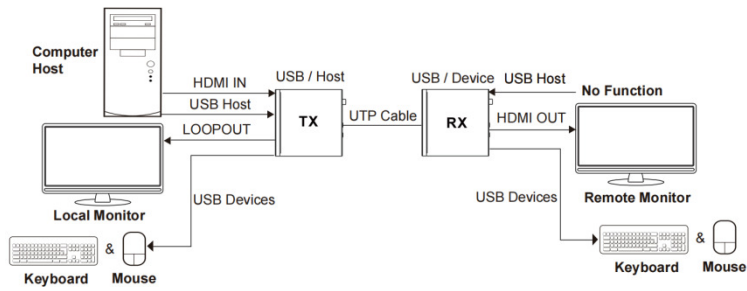 Computer
Host
HDMI IN
USB Host
LOOPOUT
USB / Host
TX
UTP Cable
USB / Device
RX
USB Host
No Function
HDMI OUT
Local Monitor
USB Devices
Keyboard
&
Mouse
Remote Monitor
USB Devices
Keyboard
&
Mouse